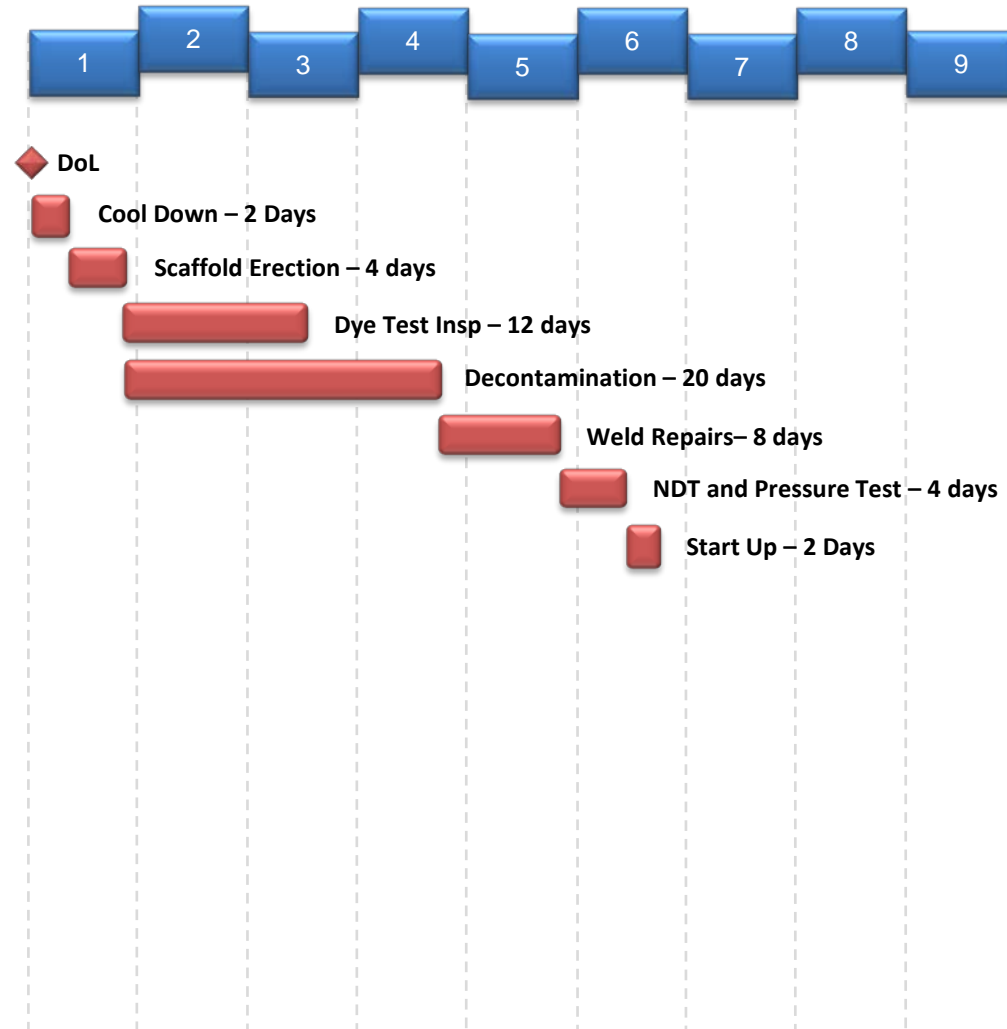 1 2 3 4 5 6 7 8 9
DoL
Cool Down – 2 Days
Scaffold Erection – 4 days
Dye Test Insp – 12 days
Decontamination – 20 days
Weld Repairs– 8 days
NDT and Pressure Test – 4 days
Start Up – 2 Days